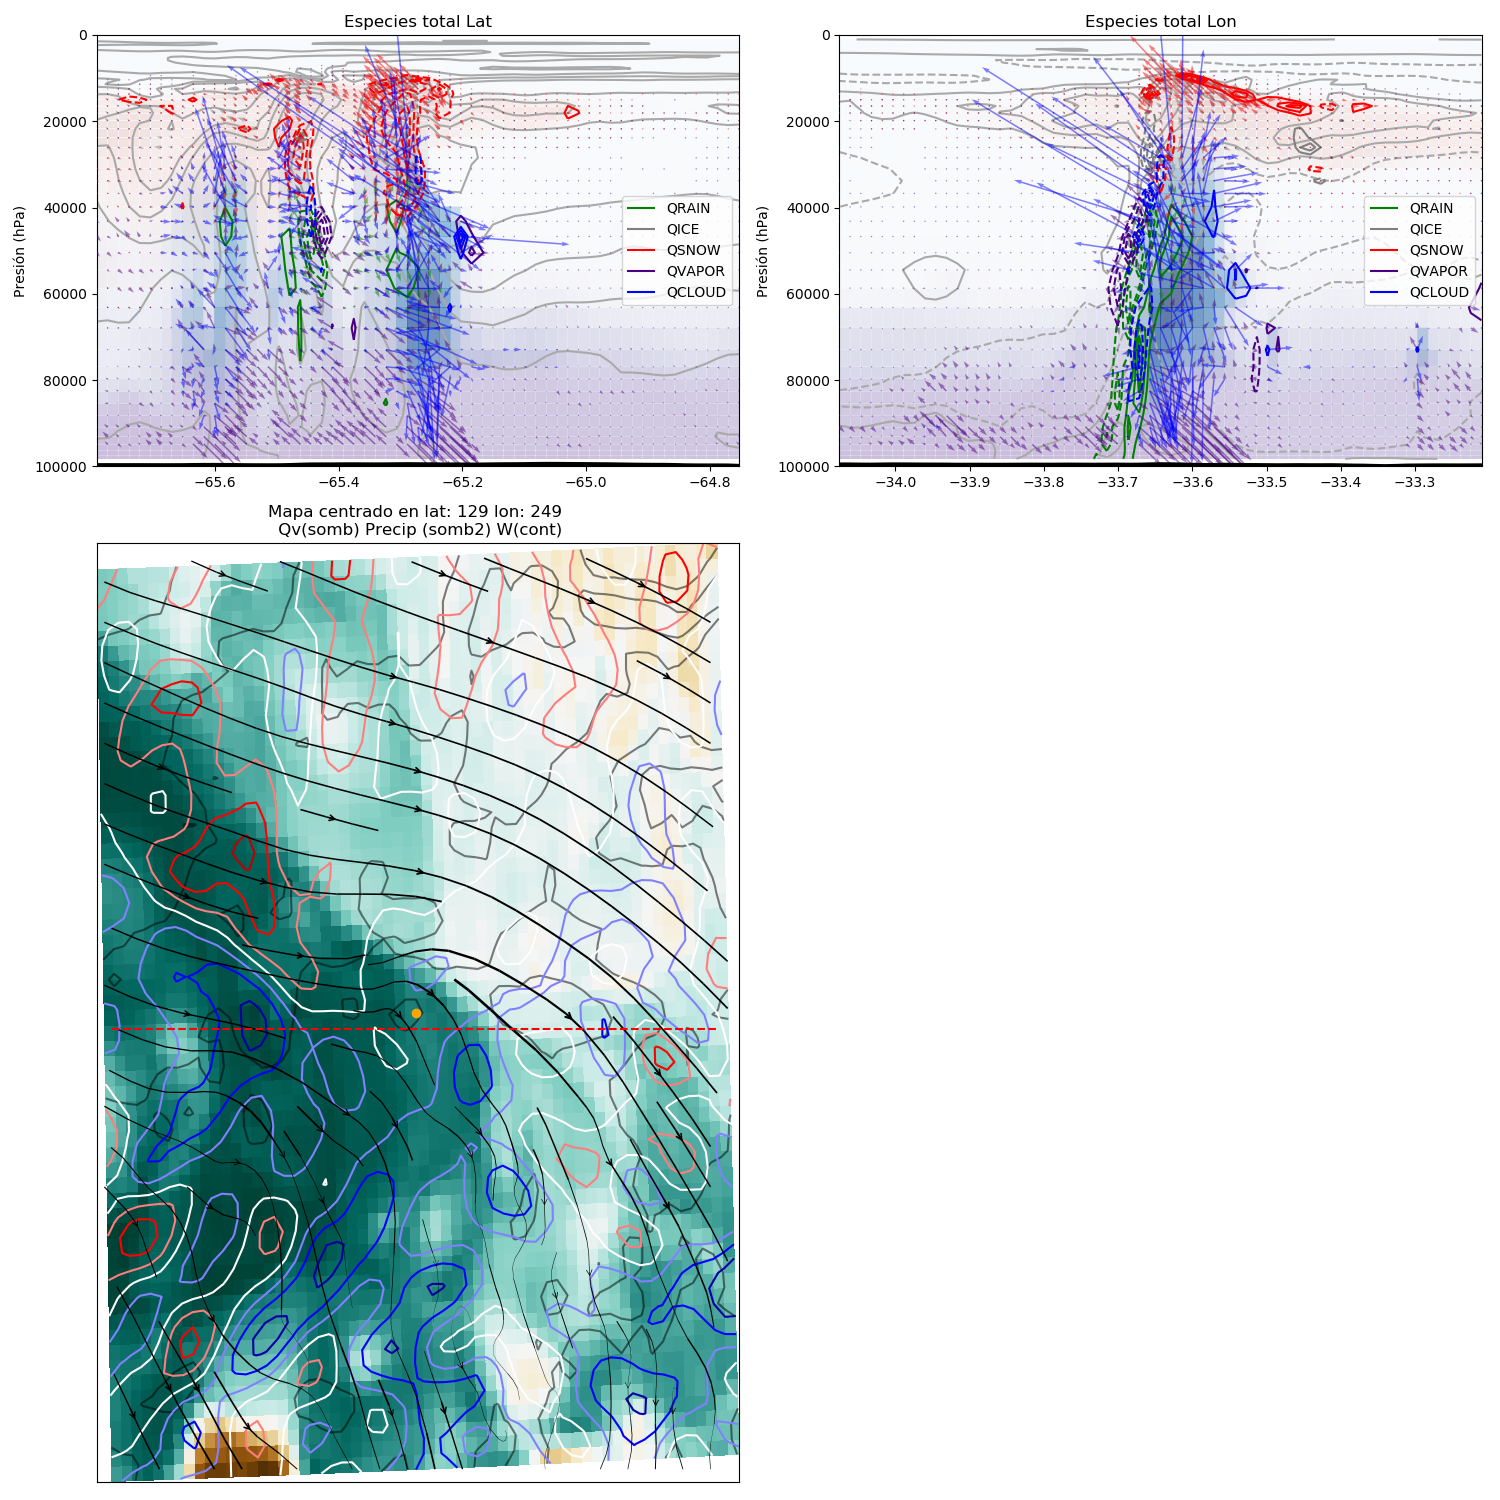 Especies total Lat
Presión (hPa)
0
20000
40000
60000
80000
100000
−65.6
−65.4
−65.2
−65.0
−64.8
QRAIN
QICE
QSNOW
QVAPOR
QCLOUD
Especies total Lon
Presión (hPa)
0
20000
40000
60000
80000
100000
−34.0
−33.9
−33.8
−33.7
−33.6
−33.5
−33.4
−33.3
QRAIN
QICE
QSNOW
QVAPOR
QCLOUD
Mapa centrado en lat: 129 lon: 249
Qv(somb) Precip (somb2) W(cont)